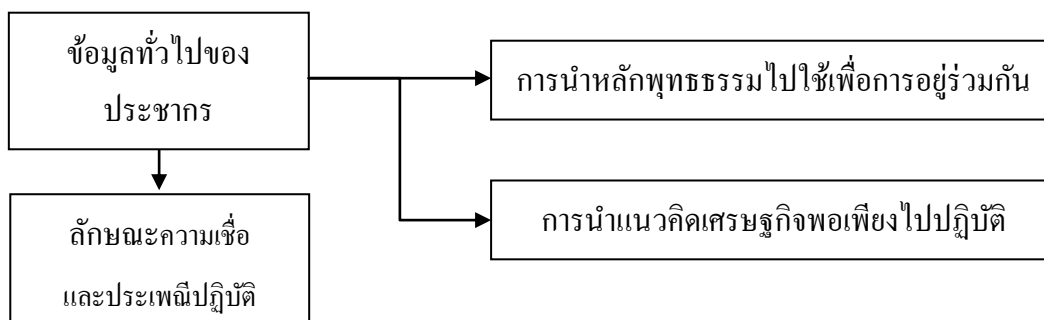 ข้อมูลทั่วไปของ
ประชากร
การนำหลักพุทธธรรมไปใช้เพื่อการอยู่ร่วมกัน
การนำแนวคิดเศรษฐกิจพอเพียงไปปฏิบัติ
ลักษณะความเชื่อ
และประเพณีปฏิบัติ